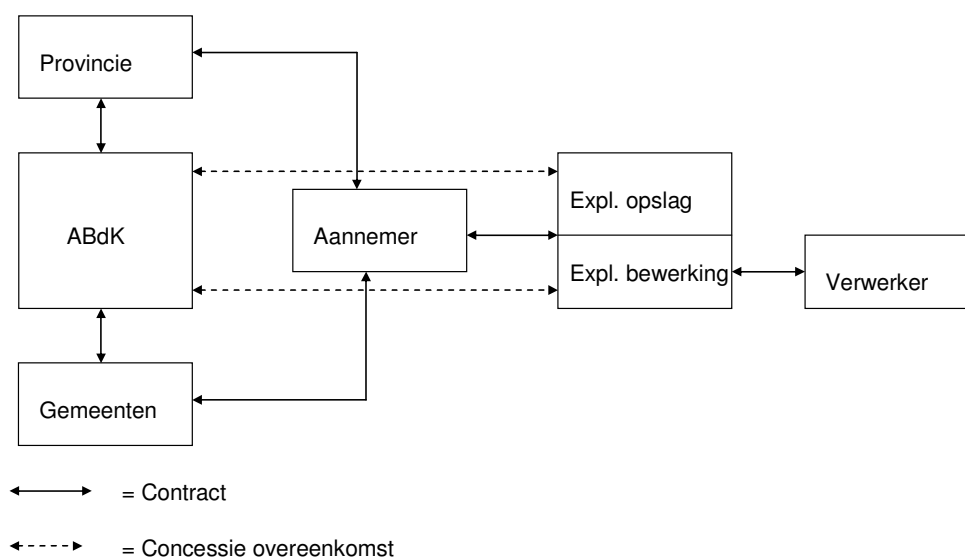 Provincie
ABdK
Aannemer
Expl. opslag
Expl. bewerking
Verwerker
Gemeenten
= Contract
= Concessie overeenkomst